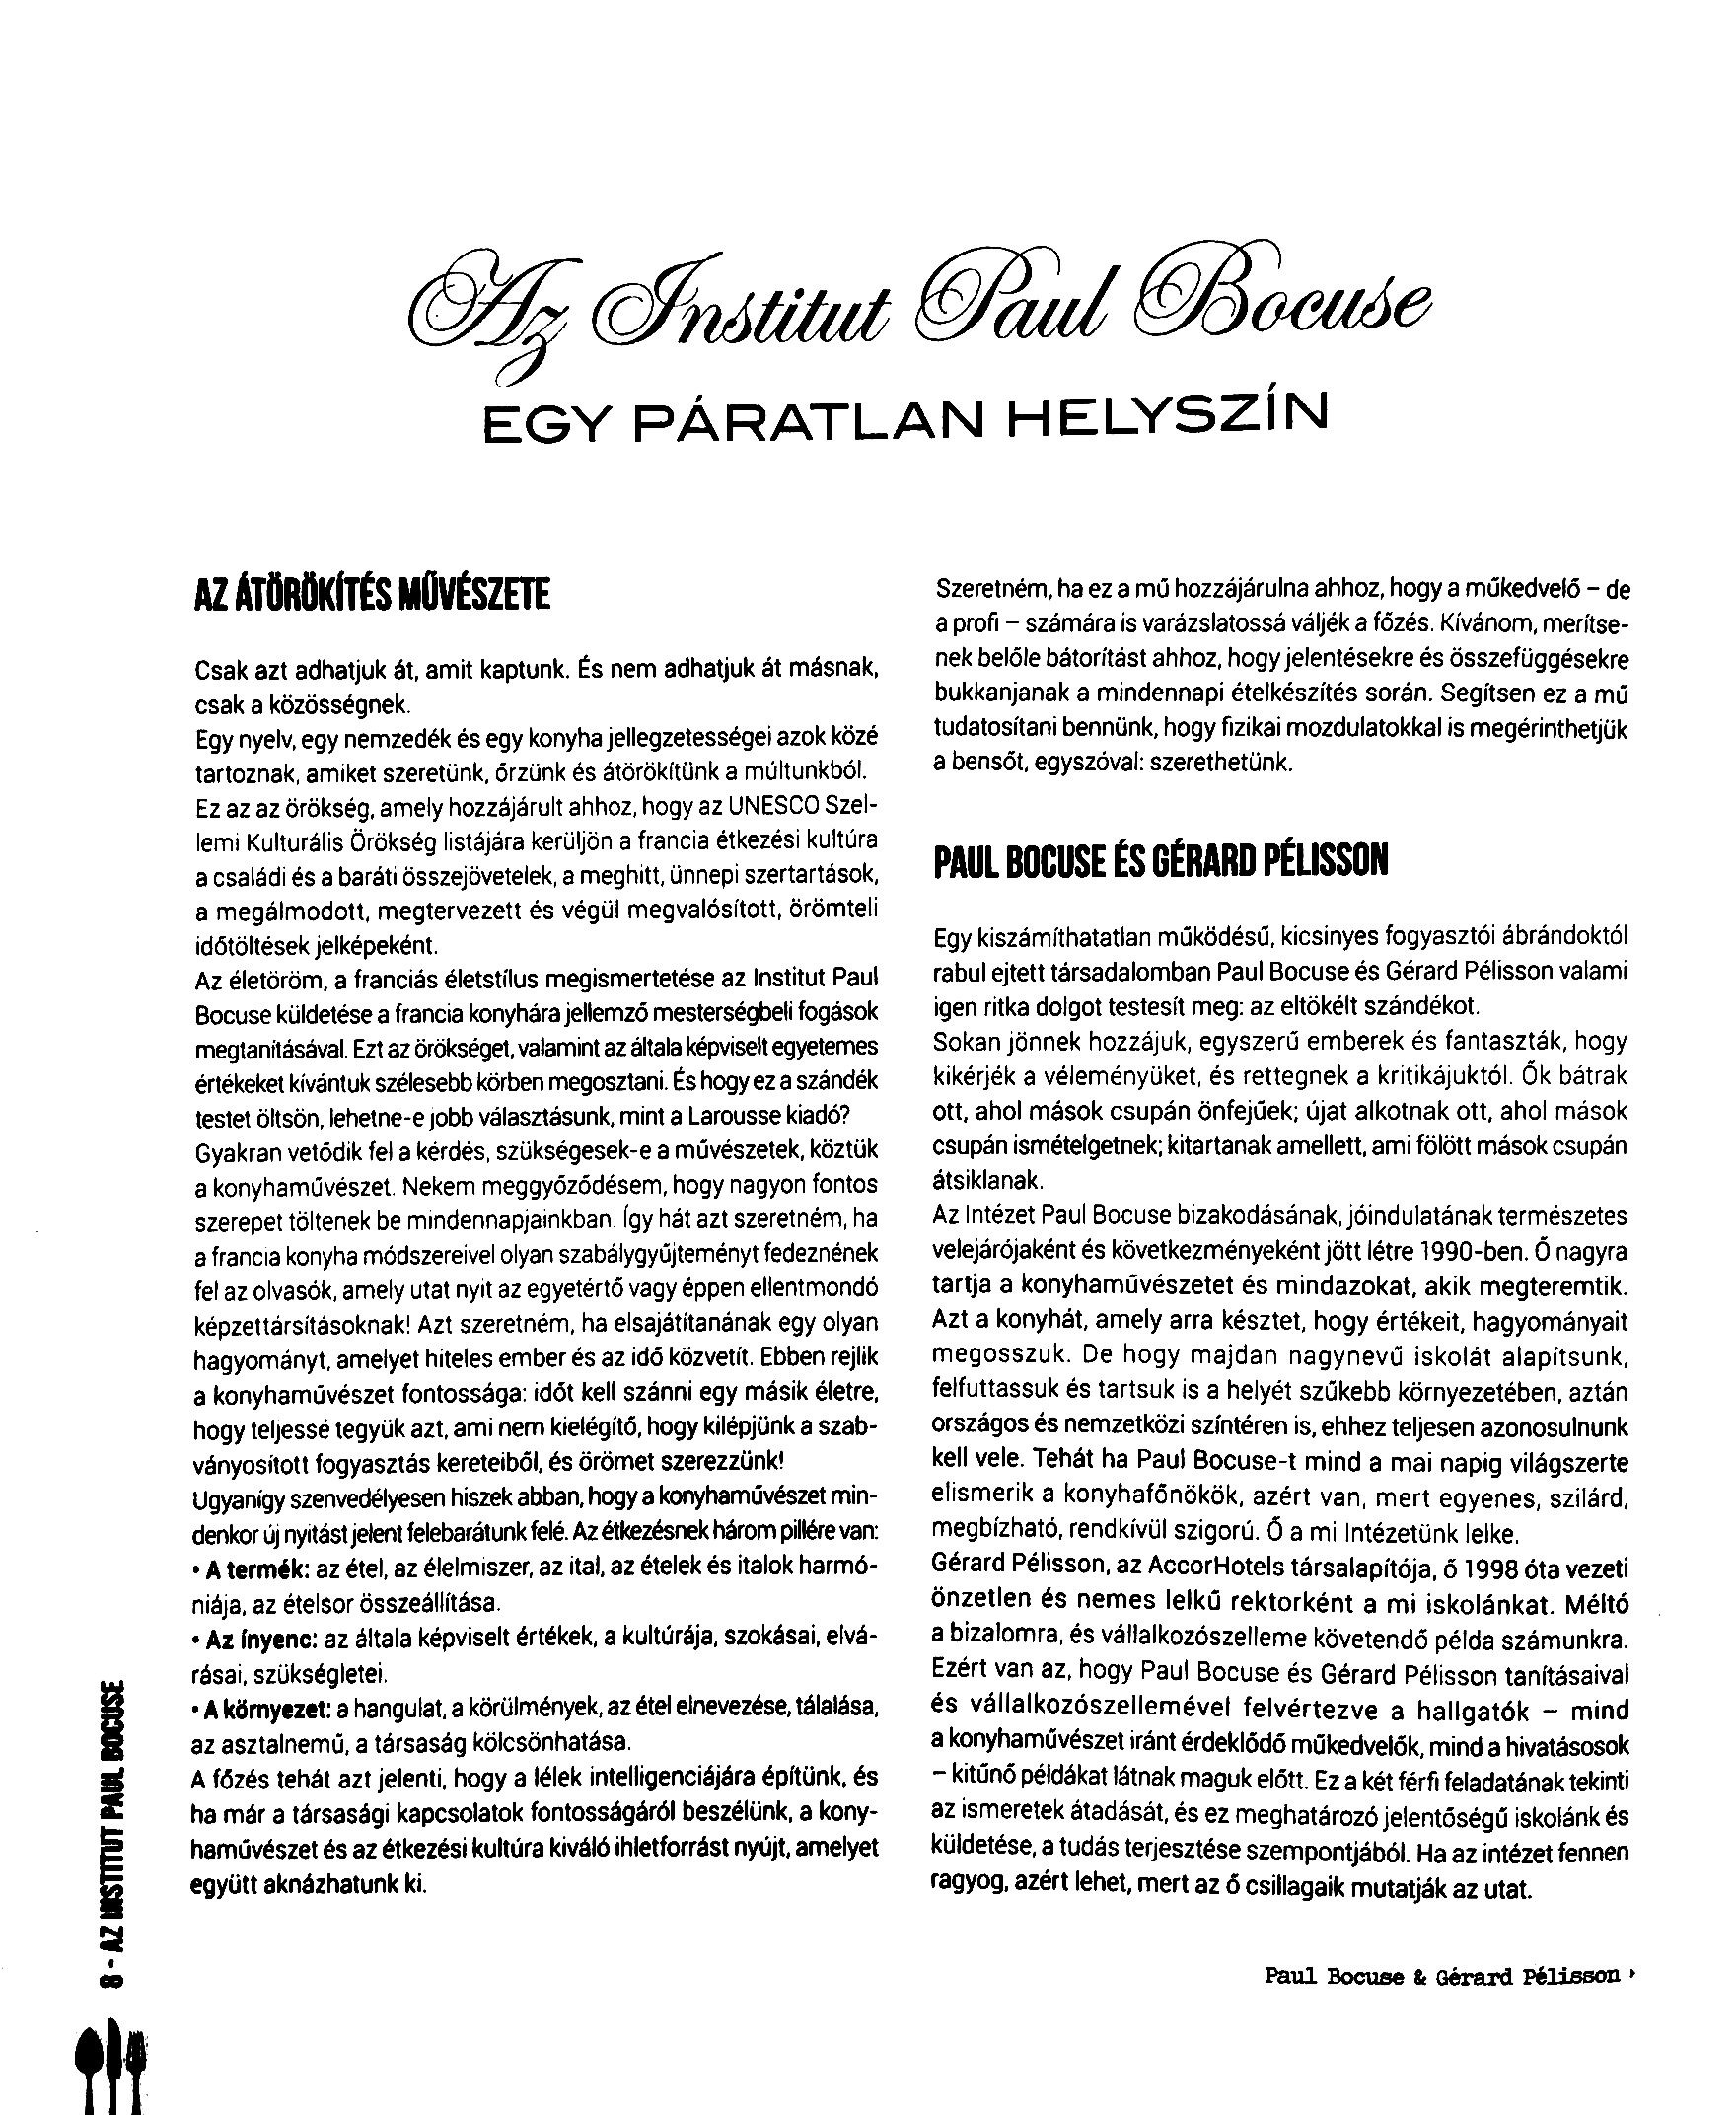 Az Institut Paul Bocuse
EGY PÁRATLAN HELYSZÍN
AZ ÁTÖRÖKÍTÉS MŰVÉSZETE
Csak azt adhatjuk át, amit kaptunk. És nem adhatjuk át másnak,
csak a közösségnek.
Egy nyelv, egy nemzedék és egy konyha jellegzetességei azok közé
tartoznak, amiket szeretünk, őrzünk és átörökítünk a múltunkból.
Ez az az örökség, amely hozzájárult ahhoz, hogy az UNESCO Szel-
lemi Kulturális Örökség listájára kerüljön a francia étkezési kultúra
a családi és a baráti összejövetelek, a meghitt, ünnepi szertartások,
a megálmodott, megtervezett és végül megvalósított, örömteli
időtöltések jelképeként.
Az életöröm, a franciás életstílus megismertetése az Institut Paul
Bocuse küldetése a francia konyhára jellemző mesterségbeli fogások
megtanításával. Ezt az örökséget, valamint az általa képviselt egyetemes
értékeket kívántuk szélesebb körben megosztani. És hogy ez a szándék
testet öltsön, lehetne-e jobb választásunk, mint a Larousse kiadó?
Gyakran vetődik fel a kérdés, szükségesek-e a művészetek, köztük
a konyhaművészet. Nekem meggyőződésem, hogy nagyon fontos
szerepet töltenek be mindennapjainkban. Így hát azt szeretném, ha
a francia konyha módszereivel olyan szabálygyűjteményt fedeznének
fel az olvasók, amely utat nyit az egyetértő vagy éppen ellentmondó
képzettársításoknak! Azt szeretném, ha elsajátítanának egy olyan
hagyományt, amelyet hiteles ember és az idő közvetít. Ebben rejlik
a konyhaművészet fontossága: időt kell szánni egy másik életre,
hogy teljessé tegyük azt, ami nem kielégítő, hogy kilépjünk a szab-
ványosított fogyasztás kereteiből, és örömet szerezzünk!
Ugyanígy szenvedélyesen hiszek abban, hogy a konyhaművészet min-
denkor új nyitást jelent felebarátunk felé. Az étkezésnek három pillére van:
• A termék: az étel, az élelmiszer, az ital, az ételek és italok harmó-
niája, az ételsor összeállítása.
• Az ínyenc: az általa képviselt értékek, a kultúrája, szokásai, elvá-
rásai, szükségletei.
• A környezet: a hangulat, a körülmények, az étel elnevezése, tálalása,
az asztalnemű, a társaság kölcsönhatása.
A főzés tehát azt jelenti, hogy a lélek intelligenciájára építünk, és
ha már a társasági kapcsolatok fontosságáról beszélünk, a kony-
haművészet és az étkezési kultúra kiváló ihletforrást nyújt, amelyet
együtt aknázhatunk ki.
Szeretném, ha ez a mű hozzájárulna ahhoz, hogy a műkedvelő – de
a profi – számára is varázslatossá váljék a főzés. Kívánom, merítse-
nek belőle bátorítást ahhoz, hogy jelentésekre és összefüggésekre
bukkanjanak a mindennapi ételkészítés során. Segítsen ez a mű
tudatosítani bennünk, hogy fizikai mozdulatokkal is megérinthetjük
a bensőt, egyszóval: szerethetünk.
PAUL BOCUSE ÉS GÉRARD PÉLISSON
Egy kiszámíthatatlan működésű, kicsinyes fogyasztói ábrándoktól
rabul ejtett társadalomban Paul Bocuse és Gérard Pélisson valami
igen ritka dolgot testesít meg: az eltökélt szándékot.
Sokan jönnek hozzájuk, egyszerű emberek és fantaszták, hogy
kikérjék a véleményüket, és rettegnek a kritikájuktól. Ők bátrak
ott, ahol mások csupán önfejűek; újat alkotnak ott, ahol mások
csupán ismételgetnek; kitartanak amellett, ami fölött mások csupán
átsiklanak.
Az Intézet Paul Bocuse bizakodásának, jóindulatának természetes
velejárójaként és következményeként jött létre 1990-ben. Ő nagyra
tartja a konyhaművészetet és mindazokat, akik megteremtik.
Azt a konyhát, amely arra késztet, hogy értékeit, hagyományait
megosszuk. De hogy majdan nagynevű iskolát alapítsunk,
felfuttassuk és tartsuk is a helyét szűkebb környezetében, aztán
országos és nemzetközi színtéren is, ehhez teljesen azonosulnunk
kell vele. Tehát ha Paul Bocuse-t mind a mai napig világszerte
elismerik a konyhafőnökök, azért van, mert egyenes, szilárd,
megbízható, rendkívül szigorú. Ő a mi Intézetünk lelke.
Gérard Pélisson, az AccorHotels társalapítója, ő 1998 óta vezeti
önzetlen és nemes lelkű rektorként a mi iskolánkat. Méltó
a bizalomra, és vállalkozószelleme követendő példa számunkra.
Ezért van az, hogy Paul Bocuse és Gérard Pélisson tanításaival
és vállalkozószellemével felvértezve a hallgatók – mind
a konyhaművészet iránt érdeklődő műkedvelők, mind a hivatásosok
– kitűnő példákat látnak maguk előtt. Ez a két férfi feladatának tekinti
az ismeretek átadását, és ez meghatározó jelentőségű iskolánk és
küldetése, a tudás terjesztése szempontjából. Ha az intézet fennen
ragyog, azért lehet, mert az ő csillagaik mutatják az utat.
Paul Bocuse & Gérard Pélisson ›
8 - AZ INSTITUT PAUL BOCUSE